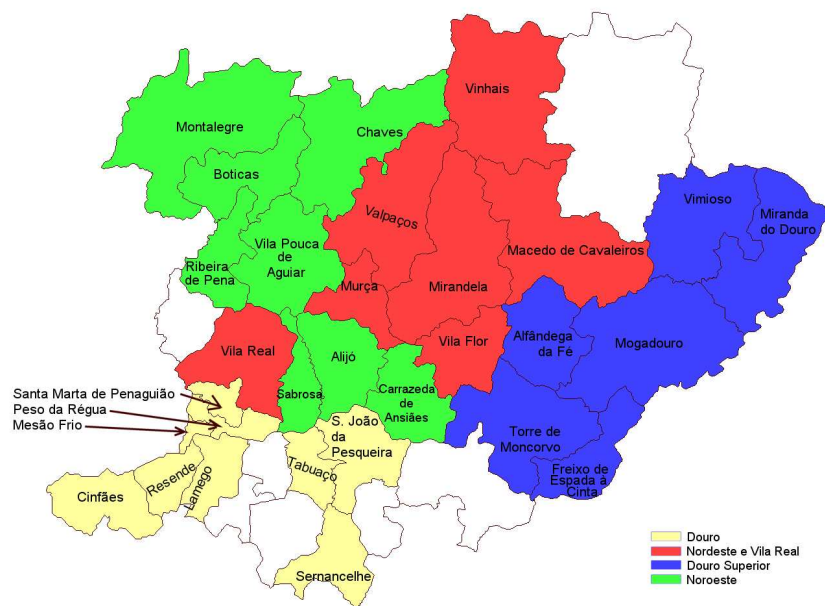 Vinhais
Montalegre
Chaves
Boticas
Vimioso
Miranda
do Douro
Valpaços
Vila Pouca
de
Aguiar
Macedo de Cavaleiros
Ribeira
de Pena
Murça
Mirandela
Alfândega
da Fé
Mogadouro
Vila Real
Vila Flor
Alijó
Sabrosa
Carrazeda
de
Ansiães
Santa Marta de Penaguião
Peso da Régua
Mesão Frio
S. João
da
Pesqueira
Torre de
Moncorvo
Freixo de
Espada à
Cinta
Tabuaço
Resende
Lamego
Cinfães
Sernancelhe
Douro
Nordeste e Vila Real
Douro Superior
Noroeste